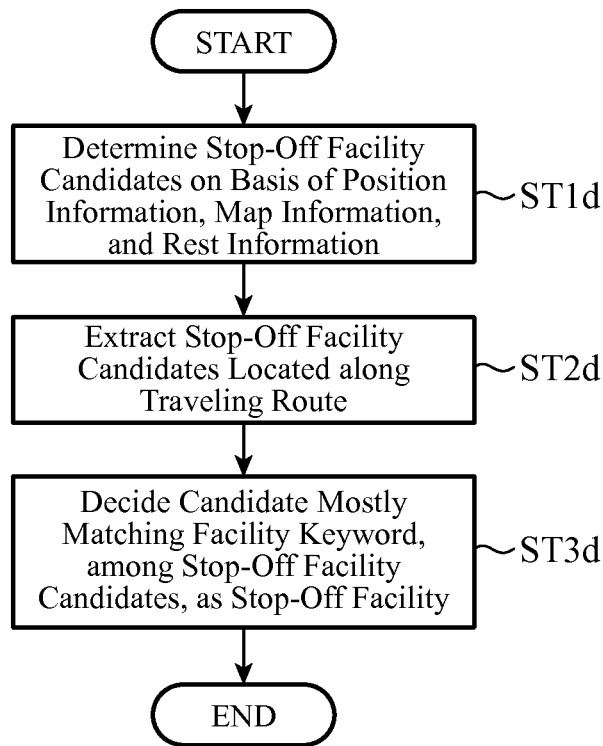 START
Determine Stop-Off Facility
Candidates on Basis of Position
Information, Map Information,
and Rest Information
ST1d
Extract Stop-Off Facility
Candidates Located along
Traveling Route
ST2d
Decide Candidate Mostly
Matching Facility Keyword,
among Stop-Off Facility
Candidates, as Stop-Off Facility
ST3d
END